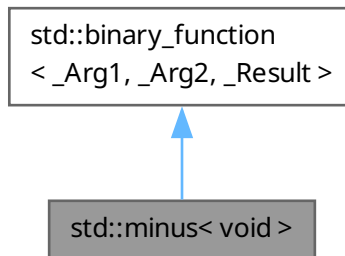 std::binary_function
< _Arg1, _Arg2, _Result >
std::minus< void >